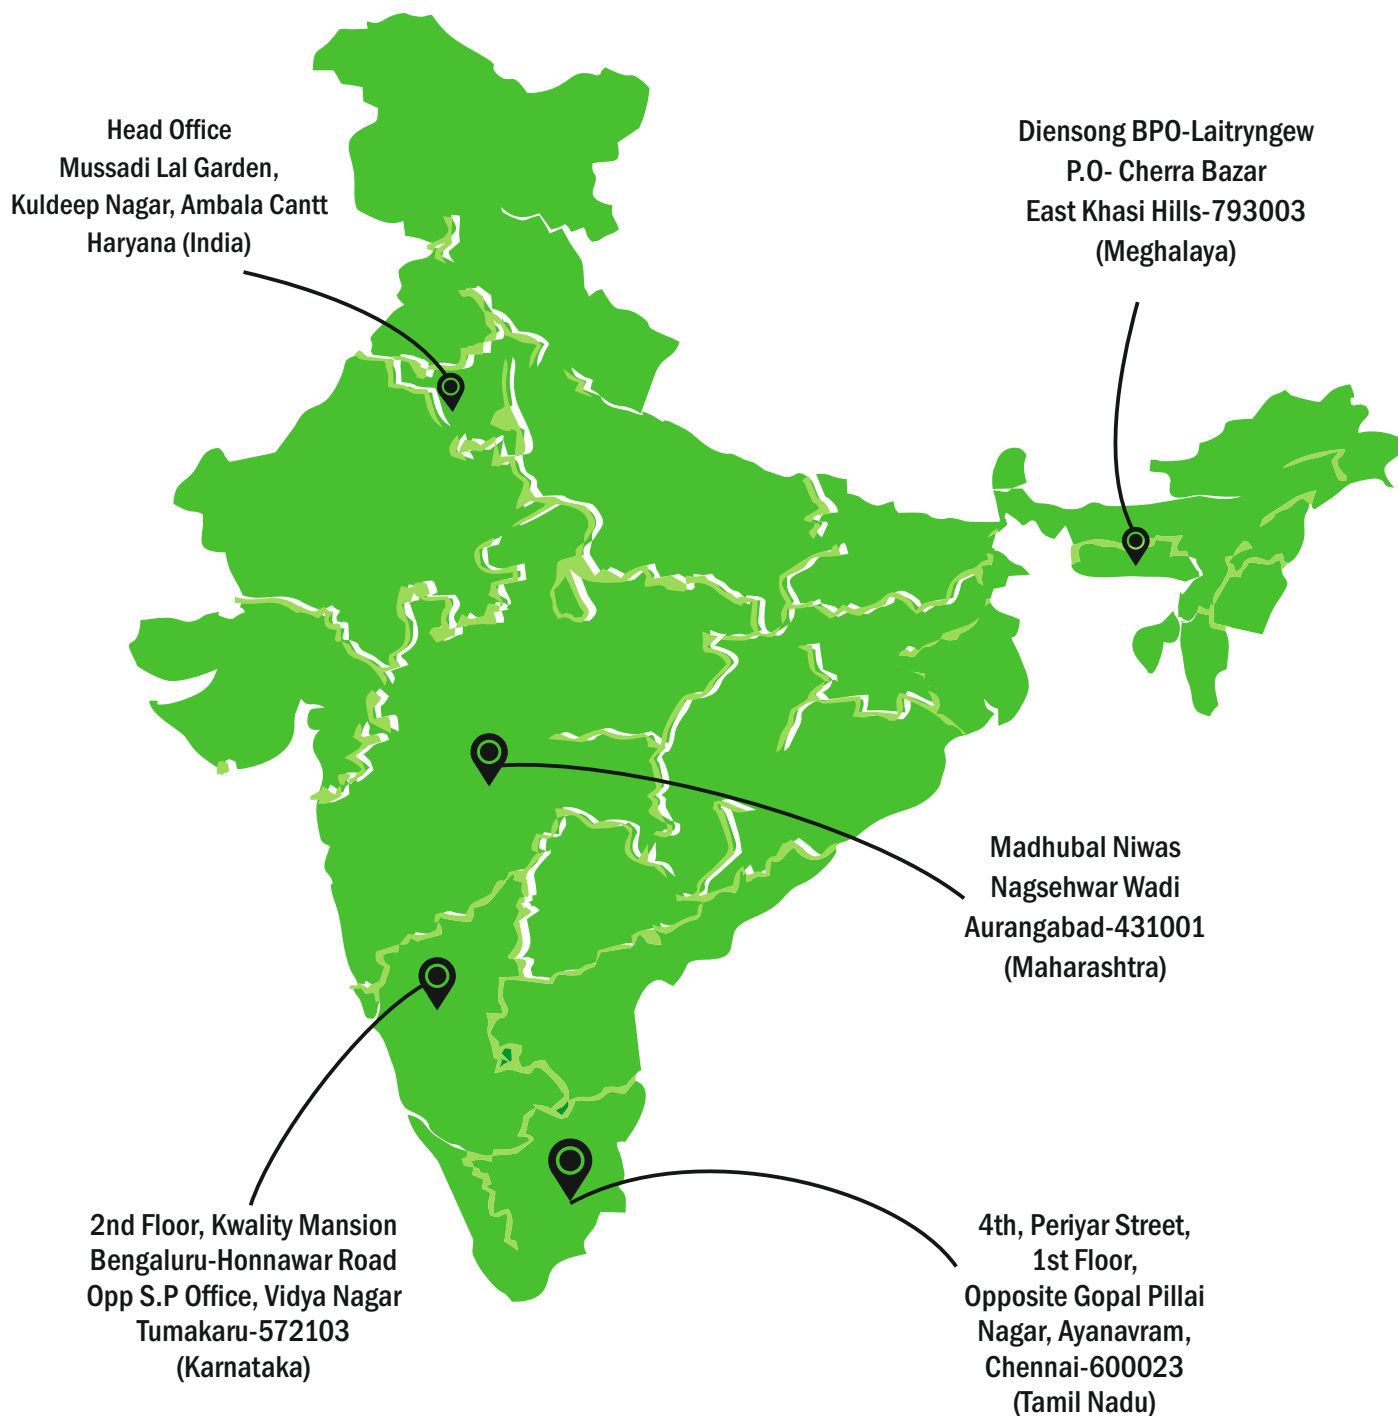 Head Office
Mussadi Lal Garden,
Kuldeep Nagar, Ambala Cantt
Haryana (India)
Diensong BPO-Laitryngew
P.O- Cherra Bazar
East Khasi Hills-793003
(Meghalaya)
Madhubal Niwas
Nagsehwar Wadi
Aurangabad-431001
(Maharashtra)
2nd Floor, Kwality Mansion
Bengaluru-Honnawar Road
Opp S.P Office, Vidya Nagar
Tumakaru-572103
(Karnataka)
4th, Periyar Street,
1st Floor,
Opposite Gopal Pillai
Nagar, Ayanavram,
Chennai-600023
(Tamil Nadu)